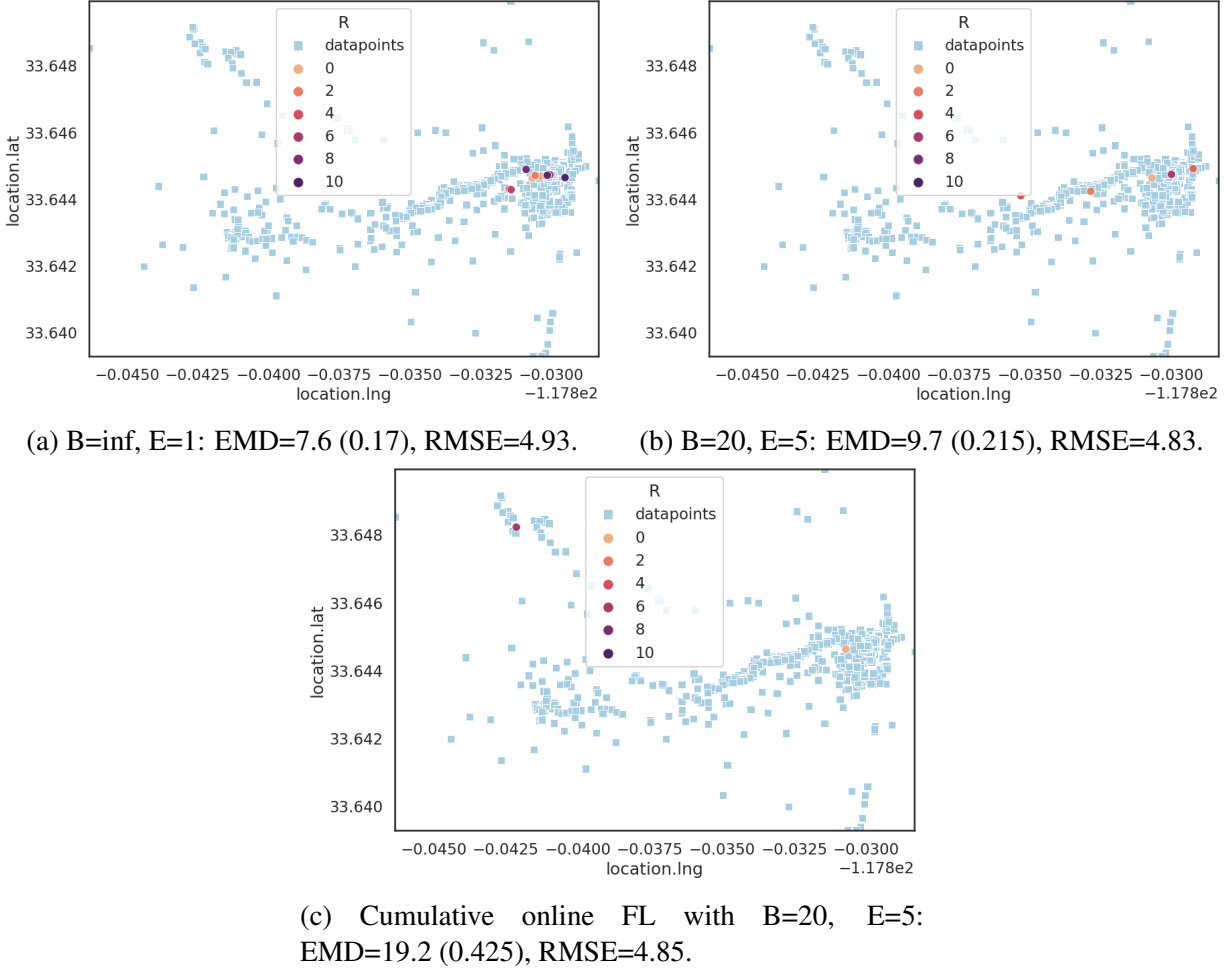 R
datapoints
0
2
4
6
8
10
33.648
33.646
33.644
33.642
33.640
location.lat
−0.0450 −0.0425 −0.0400 −0.0375 −0.0350 −0.0325 −0.0300
location.lng
−1.178e2
(a) B=inf, E=1: EMD=7.6 (0.17), RMSE=4.93.
R
datapoints
0
2
4
6
8
10
33.648
33.646
33.644
33.642
33.640
location.lat
−0.0450 −0.0425 −0.0400 −0.0375 −0.0350 −0.0325 −0.0300
location.lng
−1.178e2
(b) B=20, E=5: EMD=9.7 (0.215), RMSE=4.83.
R
datapoints
0
2
4
6
8
10
33.648
33.646
33.644
33.642
33.640
location.lat
−0.0450 −0.0425 −0.0400 −0.0375 −0.0350 −0.0325 −0.0300
location.lng
−1.178e2
(c) Cumulative online FL with B=20, E=5:
EMD=19.2 (0.425), RMSE=4.85.